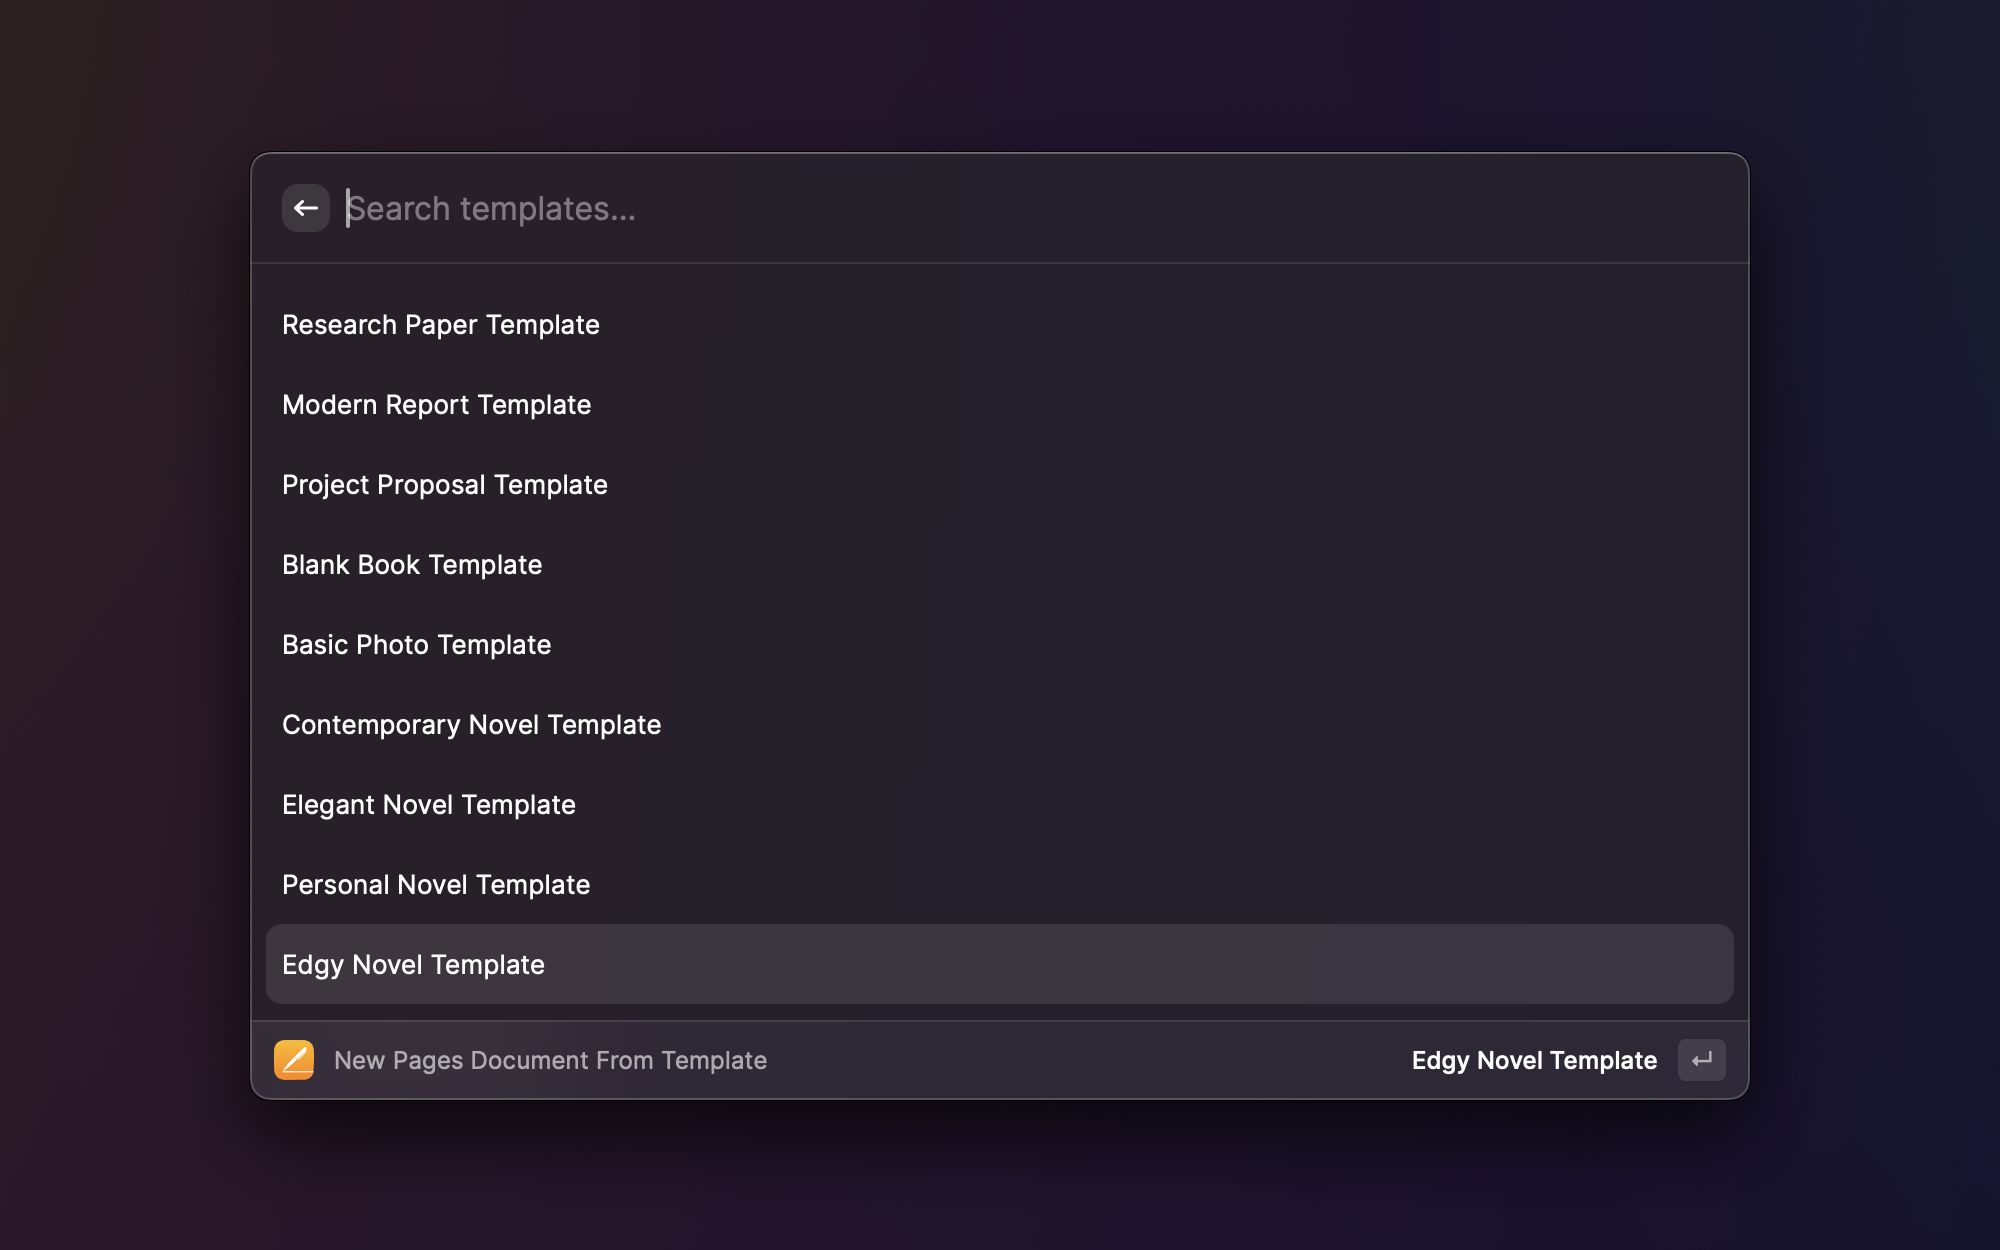 Search templates...
Research Paper Template
Modern Report Template
Project Proposal Template
Blank Book Template
Basic Photo Template
Contemporary Novel Template
Elegant Novel Template
Personal Novel Template
Edgy Novel Template
New Pages Document From Template
Edgy Novel Template